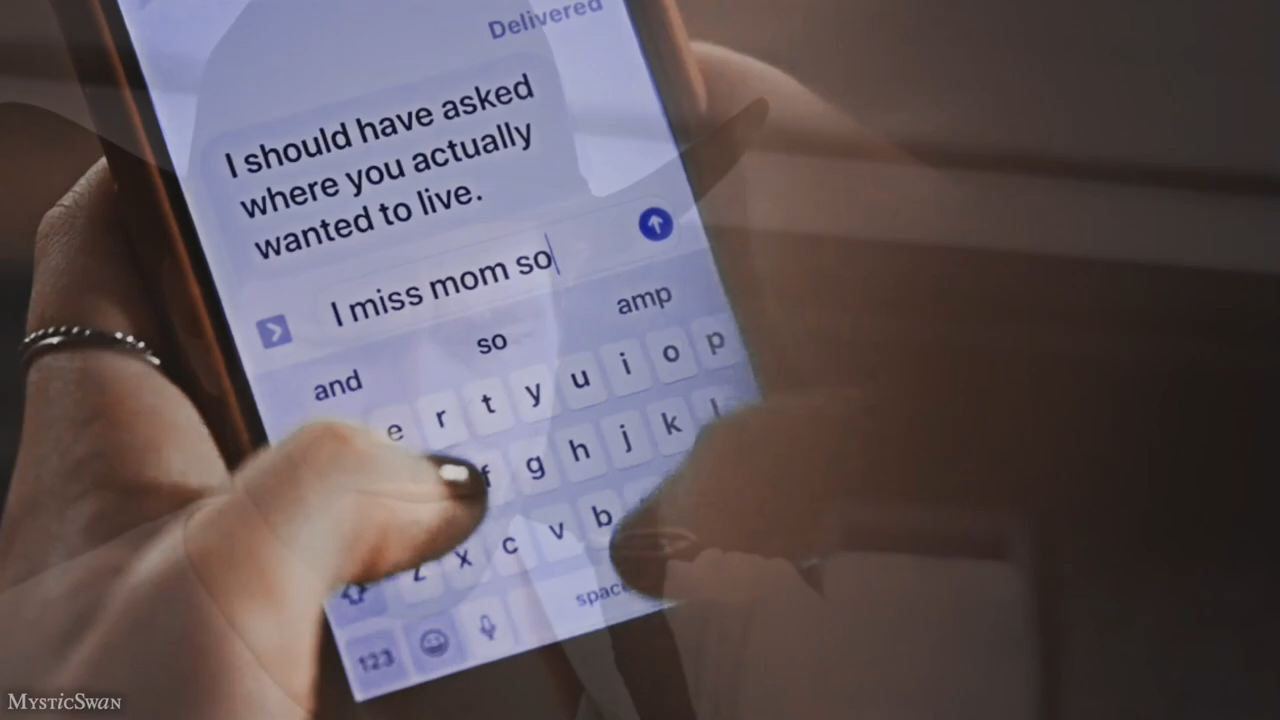 Delivered
I should have asked
where you actually
wanted to live.
I miss mom so
and so amp
e r t y u i o p
f g h j k l
z x c v b
123 space
MysticSwan